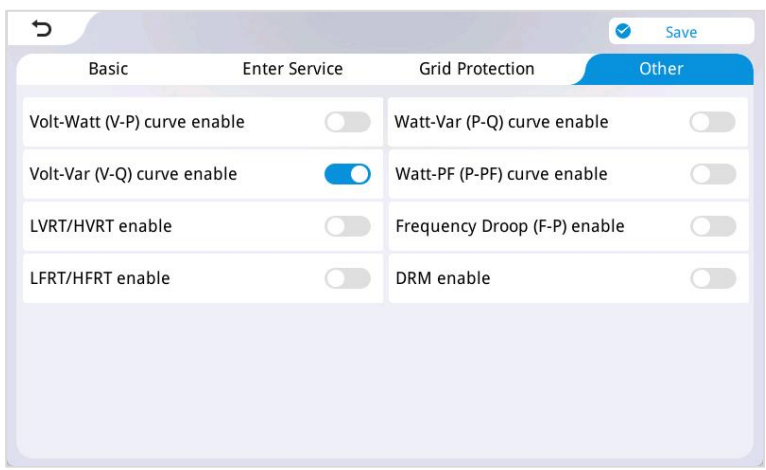 Save
Basic
Enter Service
Grid Protection
Other
Volt-Watt (V-P) curve enable
Watt-Var (P-Q) curve enable
Volt-Var (V-Q) curve enable
Watt-PF (P-PF) curve enable
LVRT/HVRT enable
Frequency Droop (F-P) enable
LFRT/HFRT enable
DRM enable